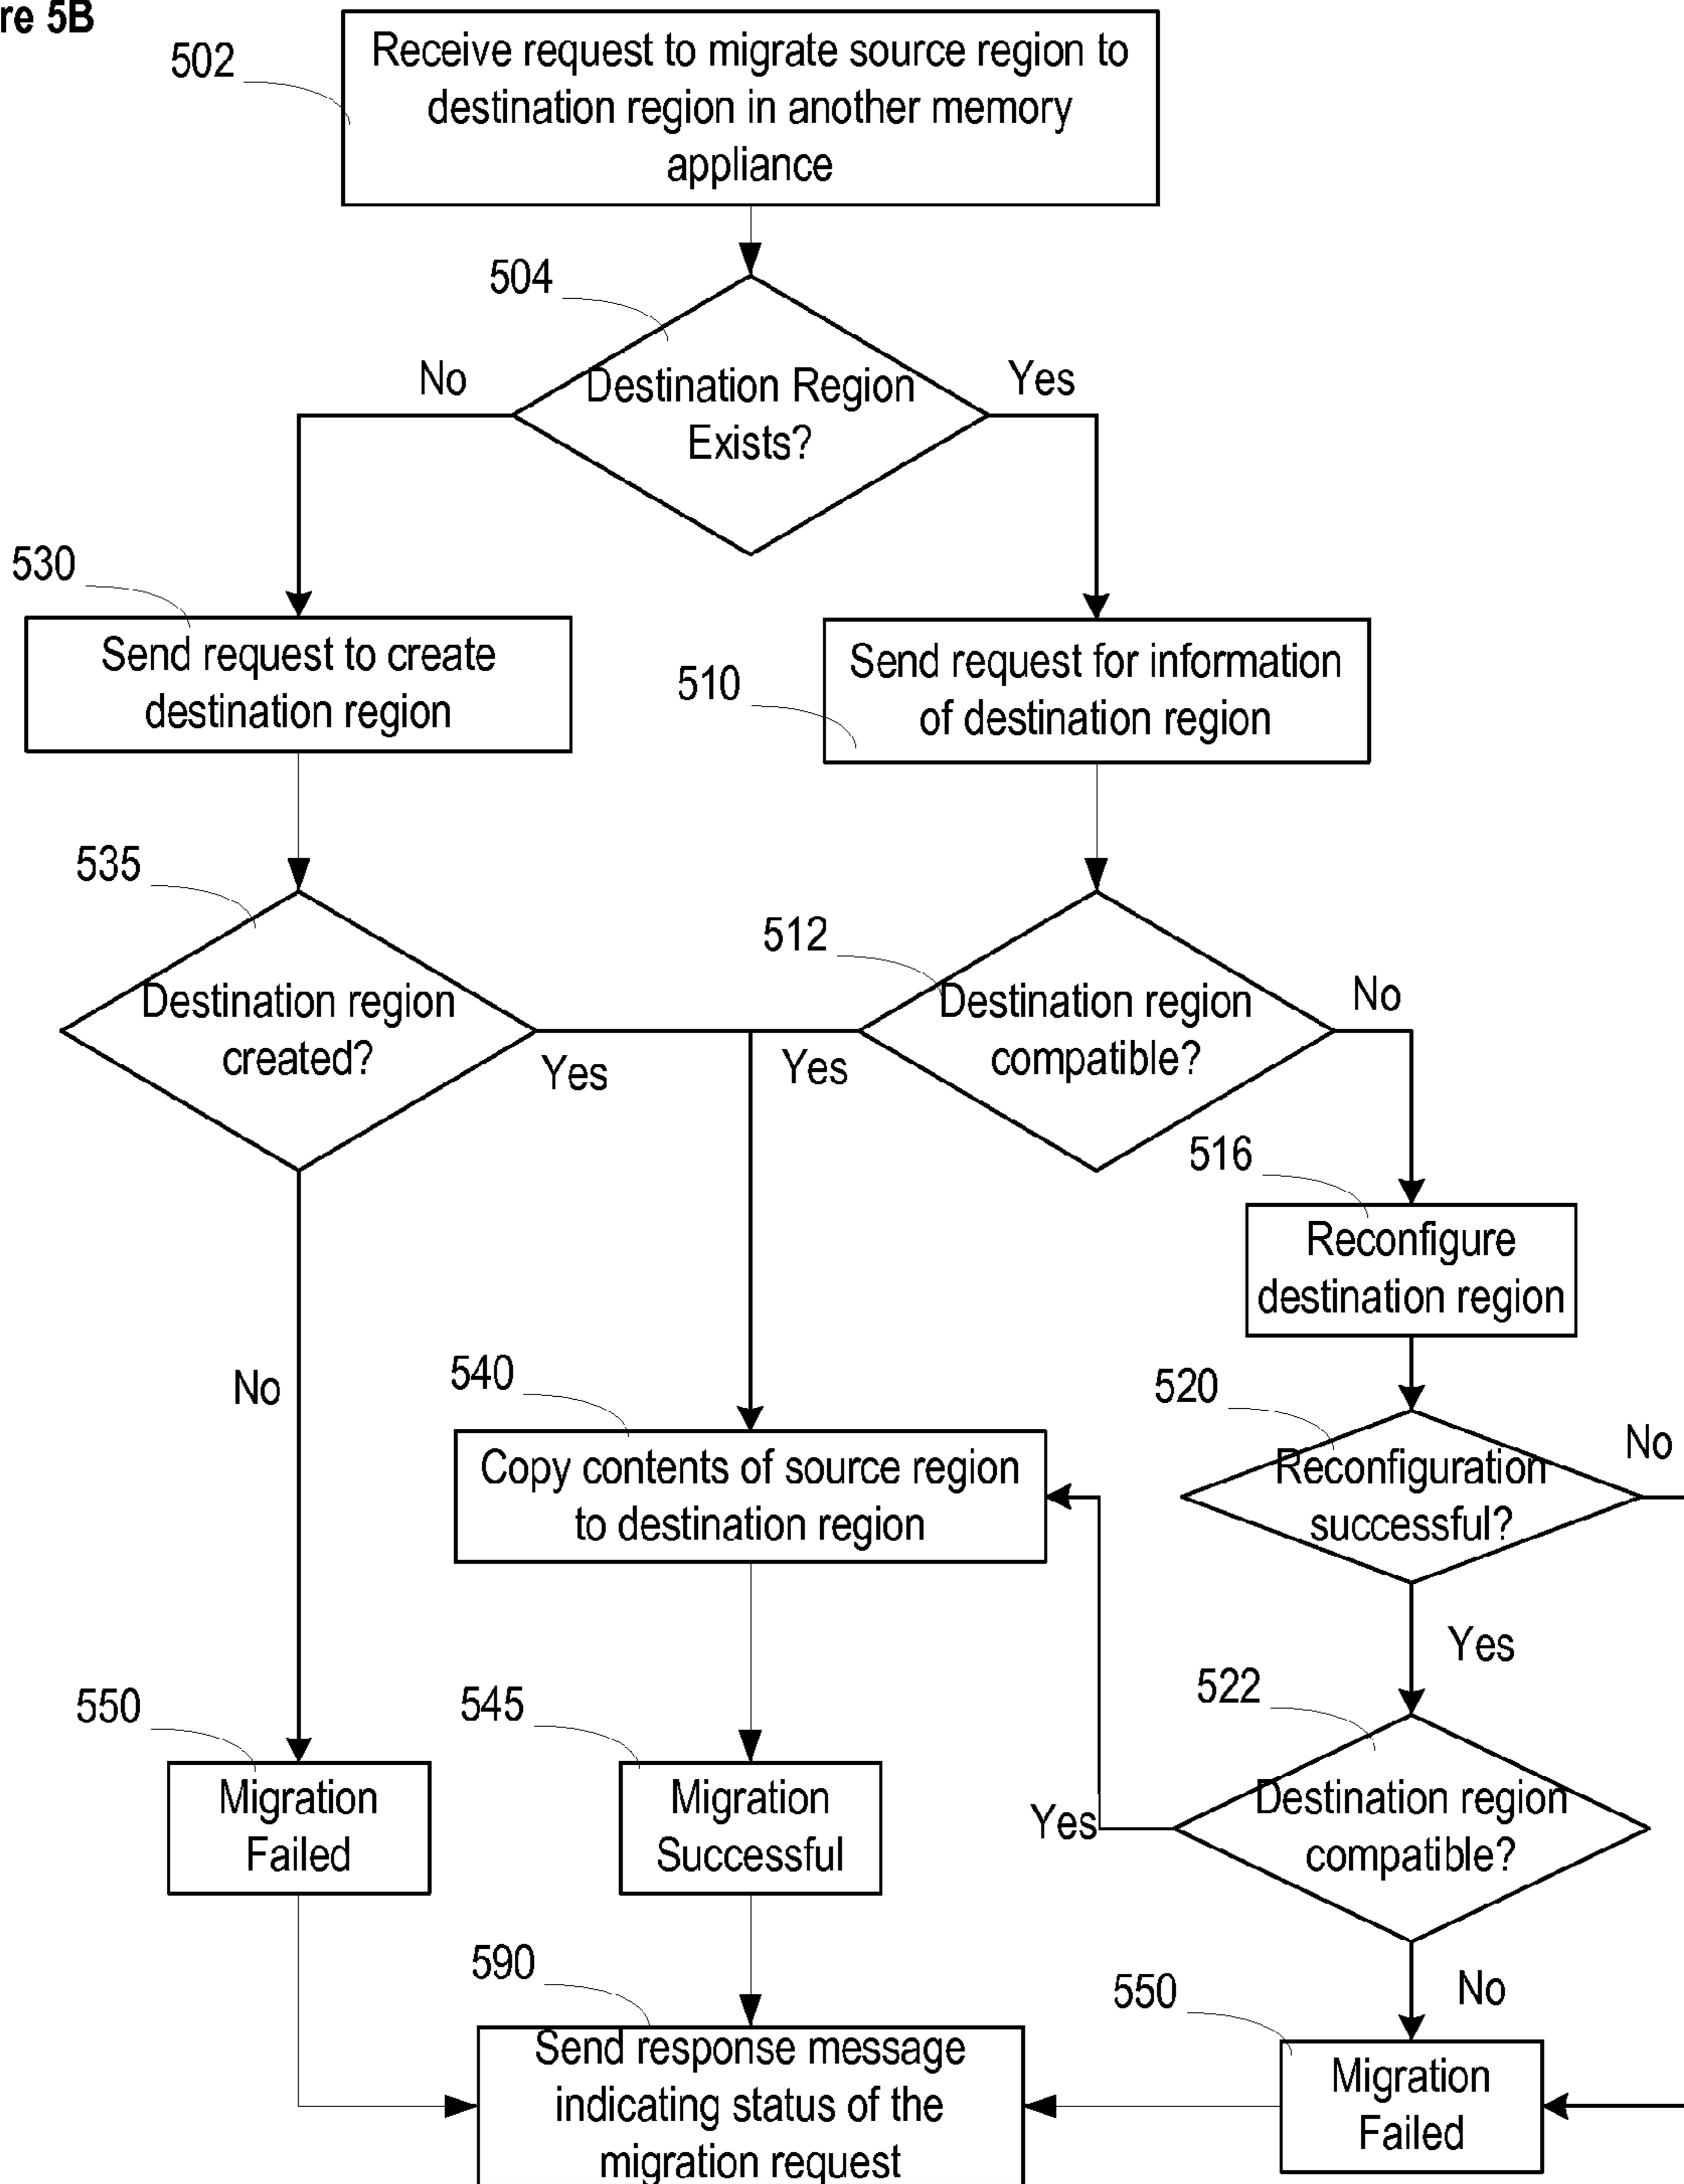 re 5B
502
Receive request to migrate source region to
destination region in another memory
appliance
504
No
Destination Region
Exists?
Yes
530
Send request to create
destination region
510
Send request for information
of destination region
535
Destination region
created?
Yes
512
Destination region
compatible?
Yes
No
516
Reconfigure
destination region
No
540
Copy contents of source region
to destination region
520
Reconfiguration
successful?
No
Yes
550
Migration
Failed
545
Migration
Successful
522
Destination region
compatible?
Yes
No
590
Send response message
indicating status of the
migration request
550
Migration
Failed